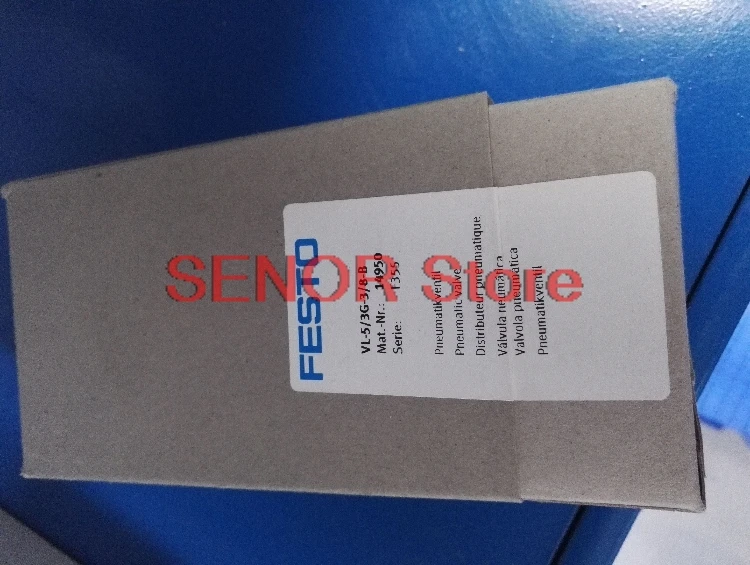 FESTO
VL-5/3G-3/8-B
Mat.-Nr.: 14950
Serie:
Pneumatikventil
Pneumatic valve
Distributeur pneumatique
Válvula neumática
Valvola pneumatica
Pneumatikventil
SENOR Store